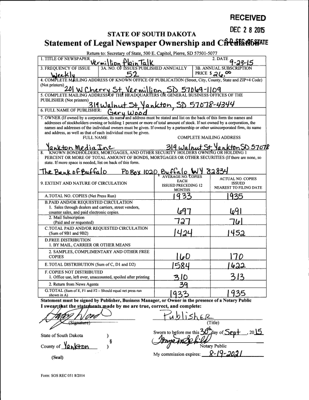 RECEIVED
DEC 28 2015
STATE OF SOUTH DAKOTA
Statement of Legal Newspaper Ownership and
Return to: Secretary of State, 500 E. Capitol, Pierre, SD 57501-5077
1. TITLE OF NEWSPAPER Vermillion Plain Talk
2. DATE 9-25-15
3. FREQUENCY OF ISSUE Weekly
3A. NO. OF ISSUES PUBLISHED ANNUALLY 52
3B. ANNUAL SUBSCRIPTION PRICE $ 26.00
4. COMPLETE MAILING ADDRESS OF KNOWN OFFICE OF PUBLICATION (Street, City, County, State and ZIP+4 Code) (Not printers)
201 W Cherry St. Vermillion, SD 57069-1109
5. COMPLETE MAILING ADDRESS OF THE HEADQUARTERS OR GENERAL BUSINESS OFFICES OF THE PUBLISHER (Not printer)
319 Walnut St, Yankton, SD 57078-4344
6. FULL NAME OF PUBLISHER: Gary Wood
7. OWNER (If owned by a corporation, its name and address must be stated and list on the back of this form the names and
addresses of stockholders owning or holding 1 percent or more of total amount of stock. If not owned by a corporation, the
names and addresses of the individual owners must be given. If owned by a partnership or other unincorporated firm, its name
and address, as well as that of each individual must be given.
FULL NAME COMPLETE MAILING ADDRESS
Yankton Media Inc. 319 Walnut St Yankton SD 57078
8. KNOWN BONDHOLDERS, MORTGAGES, AND OTHER SECURITY HOLDERS OWNING OR HOLDING 1
PERCENT OR MORE OF TOTAL AMOUNT OF BONDS, MORTGAGES OR OTHER SECURITIES (If there are none, so
state. If more space is needed, list on back of this form.
The Bank of Buffalo PO Box 1020, Buffalo WY 82834
9. EXTENT AND NATURE OF CIRCULATION
AVERAGE NO. COPIES EACH ISSUED PRECEDING 12 MONTHS
ACTUAL NO. COPIES ISSUED NEAREST TO FILING DATE
A. TOTAL NO. COPIES (Net Press Run) 1933 1935
B. PAID AND/OR REQUESTED CIRCULATION
1. Sales through dealers and carriers, street vendors, counter sales, and paid electronic copies. 697 691
2. Mail Subscription (Paid and or requested) 727 761
C. TOTAL PAID AND/OR REQUESTED CIRCULATION (Sum of 9B1 and 9B2) 1424 1452
D. FREE DISTRIBUTION
1. BY MAIL, CARRIER OR OTHER MEANS
2. SAMPLES, COMPLIMENTARY AND OTHER FREE COPIES 160 170
E. TOTAL DISTRIBUTION (Sum of C, D1 and D2) 1584 1622
F. COPIES NOT DISTRIBUTED
1. Office use, left over, unaccounted, spoiled after printing 310 313
2. Return from News Agents 39
G. TOTAL (Sum of E, F1 and F2 - Should equal net press run shown in A) 1933 1935
Statement must be signed by Publisher, Business Manager, or Owner in the presence of a Notary Public
I swear that the statements made by me are true, correct, and complete:
Gary Wood Publisher
(Signature) (Title)
State of South Dakota )
County of Yankton )
Sworn to before me this 30th day of Sept, 2015
Notary Public
(Seal)
My commission expires: 8-19-2021